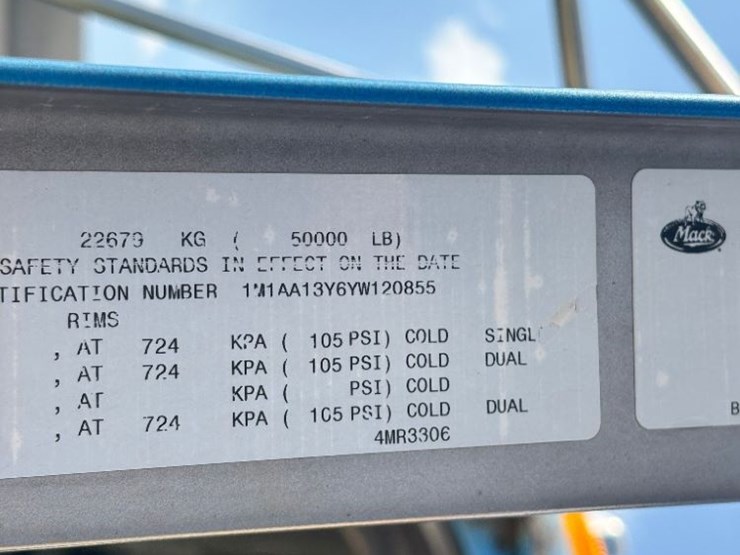 22679 KG ( 50000 LB)
SAFETY STANDARDS IN EFFECT ON THE DATE
TIFICATION NUMBER 1M1AA13Y6YW120855
RIMS
, AT 724 KPA ( 105 PSI) COLD SINGL
, AT 724 KPA ( 105 PSI) COLD DUAL
, AT KPA ( PSI) COLD
, AT 724 KPA ( 105 PSI) COLD DUAL
4MR3306
Mack
B